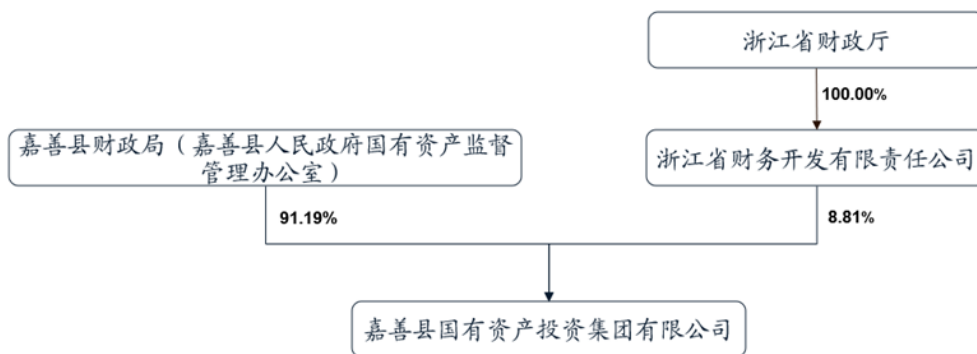 浙江省财政厅
100.00%
嘉善县财政局（嘉善县人民政府国有资产监督
管理办公室）
浙江省财务开发有限责任公司
91.19%
8.81%
嘉善县国有资产投资集团有限公司